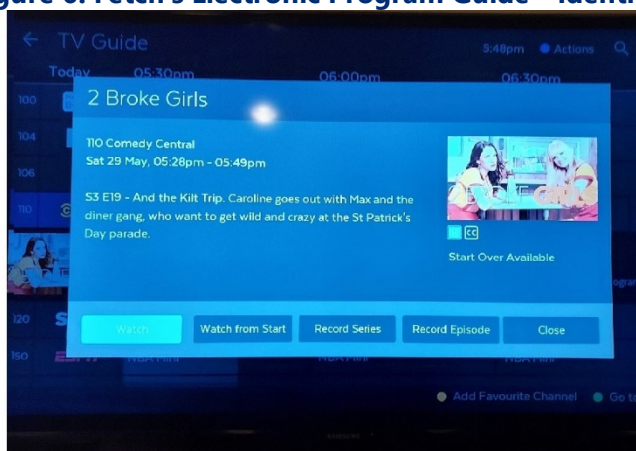 Figure 6: Fetch's Electronic Program Guide - Identi
TV Guide
5:48pm Actions
Today 05:30pm 06:00pm 06:30pm
100
104
106
110
2 Broke Girls
110 Comedy Central
Sat 29 May, 05:28pm - 05:49pm
S3 E19 - And the Kilt Trip. Caroline goes out with Max and the
diner gang, who want to get wild and crazy at the St Patrick's
Day parade.
CC
Start Over Available
Watch
Watch from Start
Record Series
Record Episode
Close
120
150 ESPN
Add Favourite Channel Go to
SAMSUNG